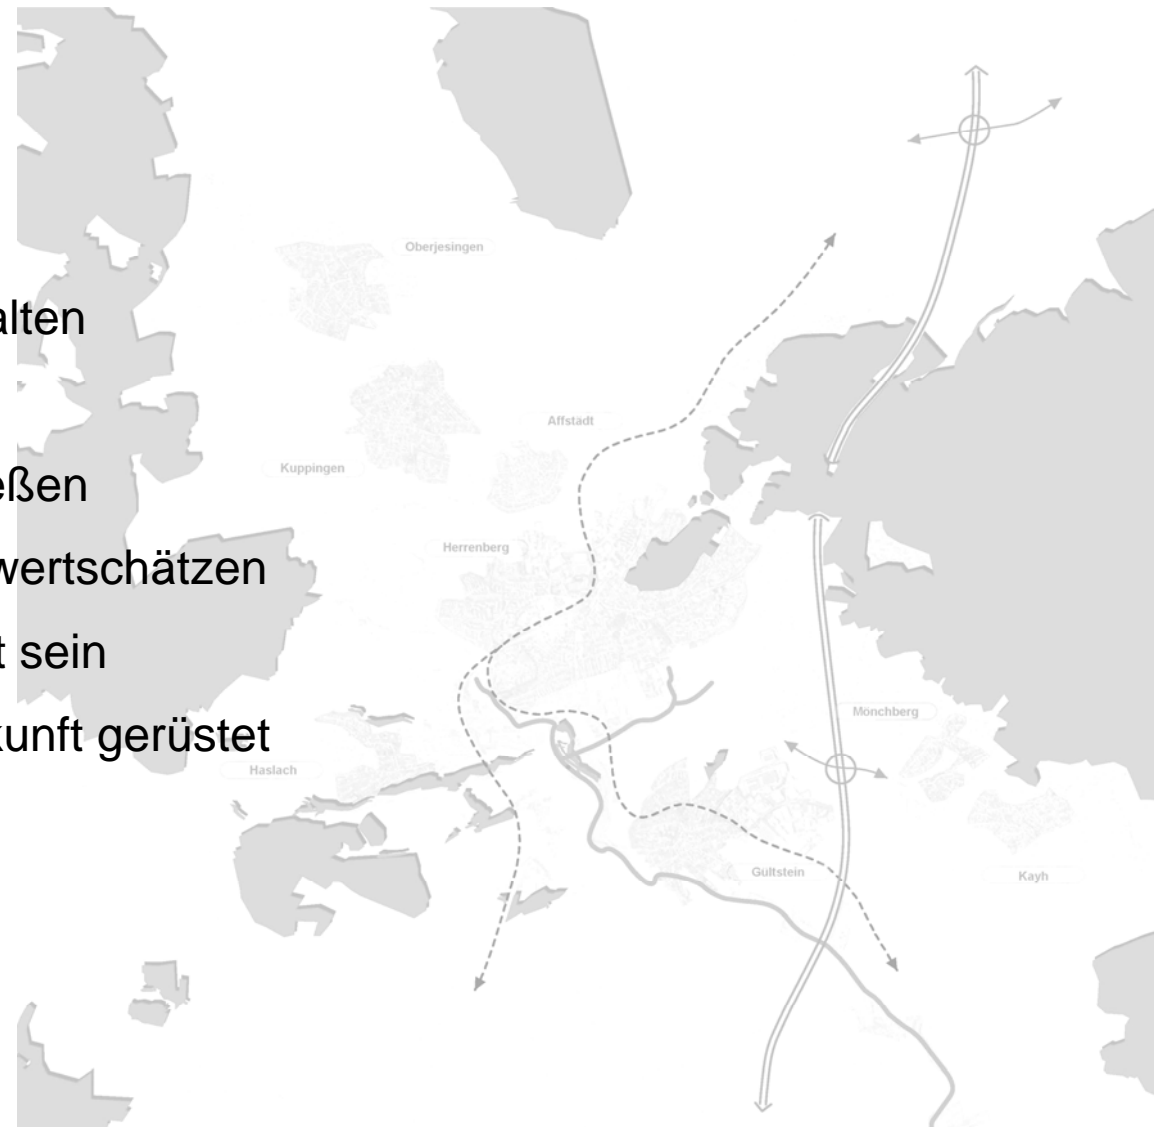 Oberjesingen
alten
Affstädt
Kuppingen
eßen
Herrenberg
wertschätzen
t sein
Mönchberg
kunft gerüstet
Haslach
Gültstein
Kayh